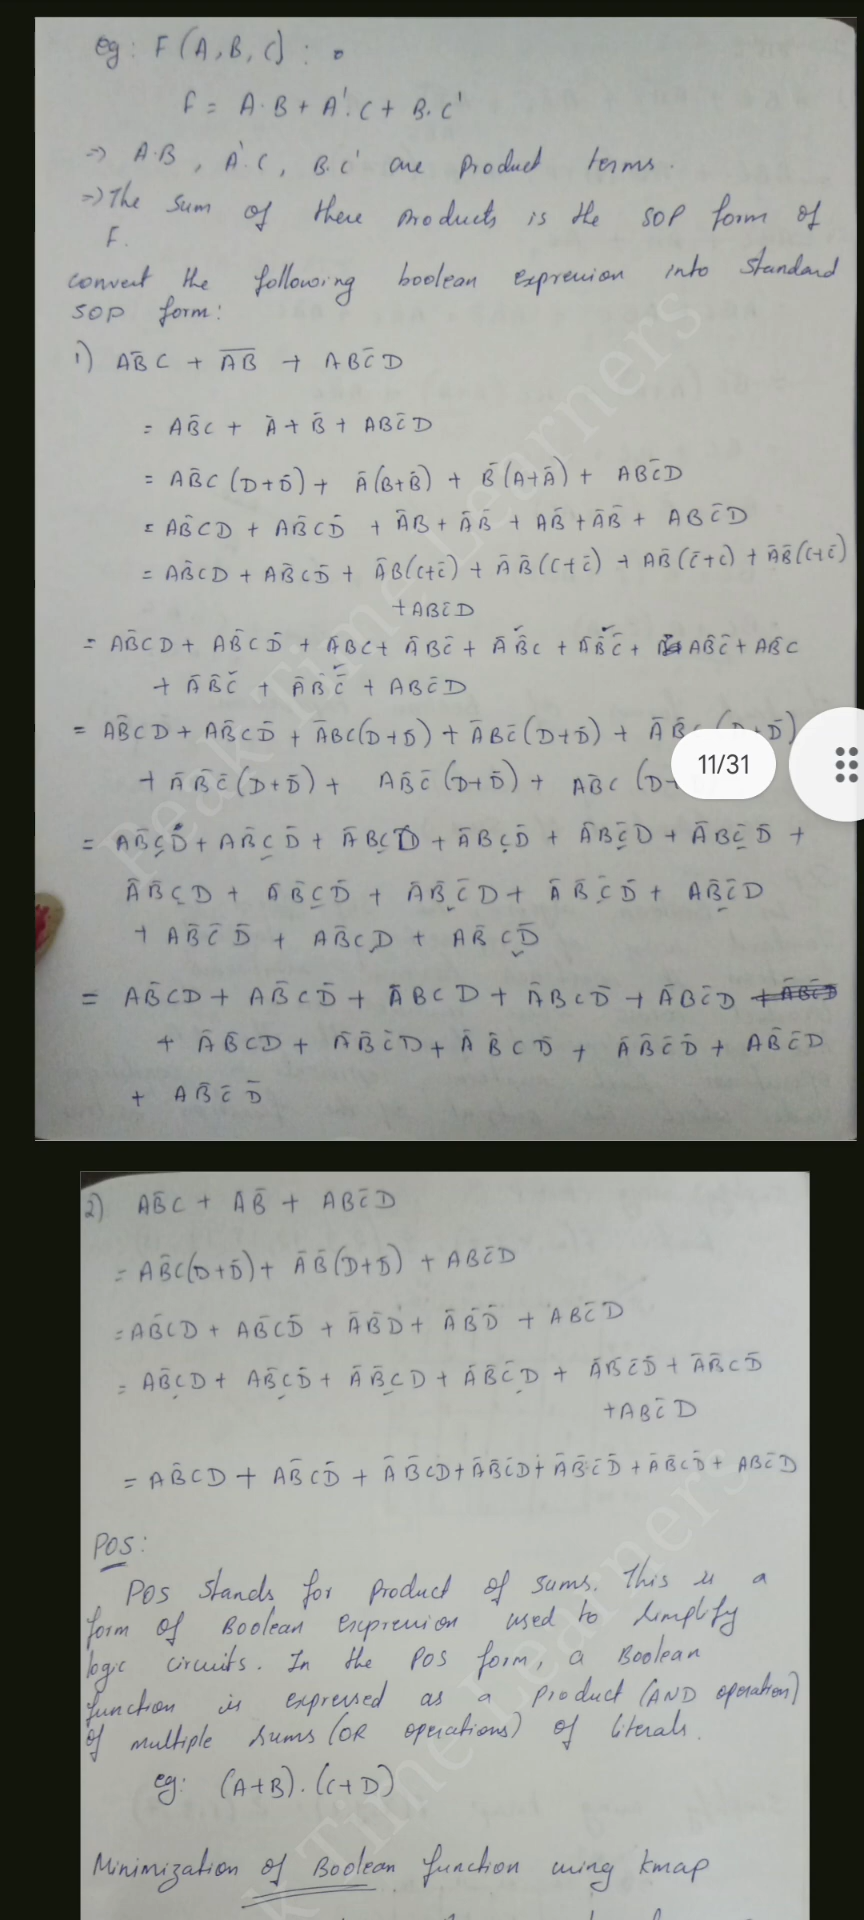 eg: F(A,B,C) :
F = A·B + A'·C + B·C'
=> A·B, A'·C, B·C' are Product terms.
=> The sum of these products is the SOP form of
F.
convert the following boolean expression into standard
SOP form:
1) AB̄C + A̅B̅ + ABC̄D
= AB̄C + Ā + B̄ + ABC̄D
= AB̄C (D+D̄) + Ā(B+B̄) + B̄(A+Ā) + ABC̄D
= AB̄CD + AB̄CD̄ + ĀB + ĀB̄ + AB̄ + ĀB̄ + ABC̄D
= AB̄CD + AB̄CD̄ + ĀB(C+C̄) + ĀB̄(C+C̄) + AB̄(C̄+C) + ĀB̄(C+C̄)
+ ABC̄D
= AB̄CD + AB̄CD̄ + ĀBC + ĀBC̄ + ĀB̄C + ĀB̄C̄ + AB̄C̄ + AB̄C
+ ĀB̄C + ĀB̄C̄ + ABC̄D
= AB̄CD + AB̄CD̄ + ĀBC(D+D̄) + ĀBC̄(D+D̄) + ĀB̄C (D+D̄)
11/31
+ ĀB̄C̄(D+D̄) + AB̄C̄ (D+D̄) + AB̄C (D+
= AB̄CD + AB̄CD̄ + ĀBCD + ĀBCD̄ + ĀBC̄D + ĀBC̄D̄ +
ĀB̄CD + ĀB̄CD̄ + ĀB̄C̄D + ĀB̄C̄D̄ + AB̄C̄D
+ AB̄C̄D̄ + AB̄CD + AB̄CD̄
= AB̄CD + AB̄CD̄ + ĀBCD + ĀBCD̄ + ĀBC̄D
+ ĀB̄CD + ĀB̄C̄D + ĀB̄CD̄ + ĀB̄C̄D̄ + AB̄C̄D
+ AB̄C̄D̄
2) AB̄C + ĀB̄ + ABC̄D
= AB̄C(D+D̄) + ĀB̄(D+D̄) + ABC̄D
= AB̄CD + AB̄CD̄ + ĀB̄D + ĀB̄D̄ + ABC̄D
= AB̄CD + AB̄CD̄ + ĀB̄CD + ĀB̄C̄D + ĀB̄C̄D̄ + ĀB̄CD̄
+ABC̄D
= AB̄CD + AB̄CD̄ + ĀB̄CD + ĀB̄C̄D + ĀB̄C̄D̄ + ĀB̄CD̄ + ABC̄D
POS:
POS stands for product of sums. This is a
form of Boolean expression used to simplify
logic circuits. In the POS form, a Boolean
function is expressed as a product (AND operation)
of multiple sums (OR operations) of literals.
eg: (A+B)·(C+D)
Minimization of Boolean function using kmap